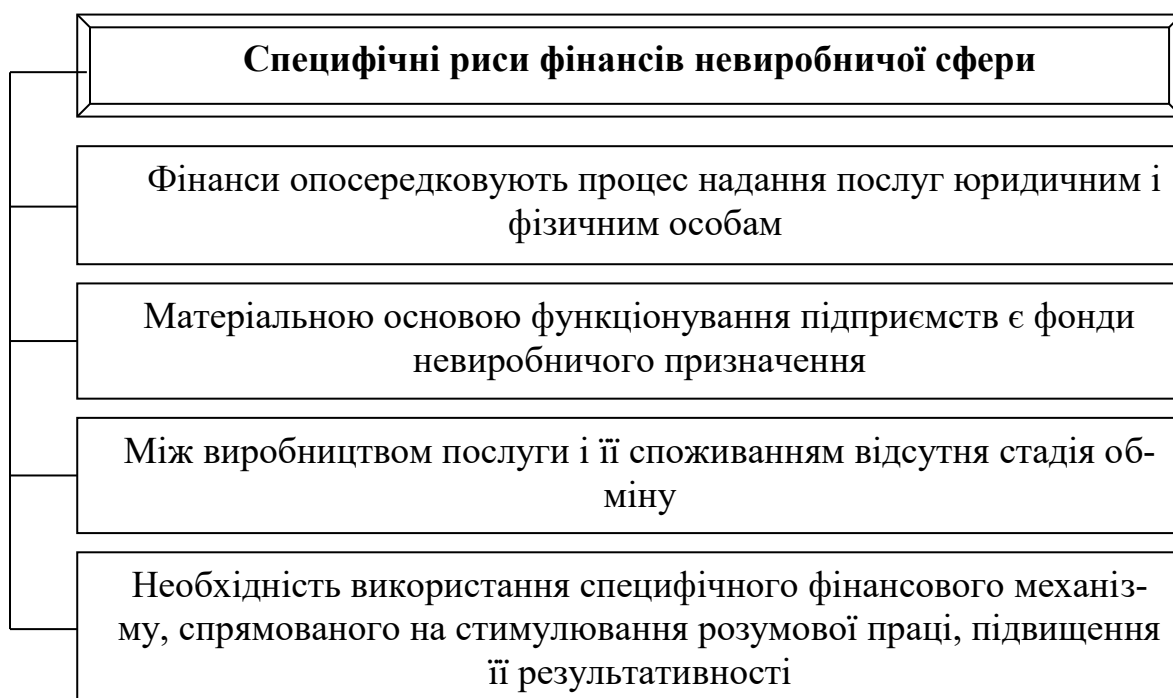 Специфічні риси фінансів невиробничої сфери
Фінанси опосередковують процес надання послуг юридичним і
фізичним особам
Матеріальною основою функціонування підприємств є фонди
невиробничого призначення
Між виробництвом послуги і її споживанням відсутня стадія об-
міну
Необхідність використання специфічного фінансового механіз-
му, спрямованого на стимулювання розумової праці, підвищення
її результативності